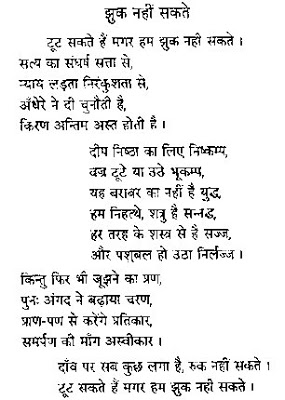 झुक नहीं सकते
टूट सकते हैं मगर हम झुक नहीं सकते ।
सत्य का संघर्ष सत्ता से,
न्याय लड़ता निरंकुशता से,
अँधेरे ने दी चुनौती है,
किरण अन्तिम अस्त होती है ।
दीप निष्ठा का लिए निष्कम्प,
वज्र टूटे या उठे भूकम्प,
यह बराबर का नहीं है युद्ध,
हम निहत्थे, शत्रु है सन्नद्ध,
हर तरह के शस्त्र से है सज्ज,
और पशुबल हो उठा निर्लज्ज ।
किन्तु फिर भी जूझने का प्रण,
पुनः अंगद ने बढ़ाया चरण,
प्राण-पण से करेंगे प्रतिकार,
समर्पण की माँग अस्वीकार ।
दाँव पर सब कुछ लगा है, रुक नहीं सकते ।
टूट सकते हैं मगर हम झुक नहीं सकते ।